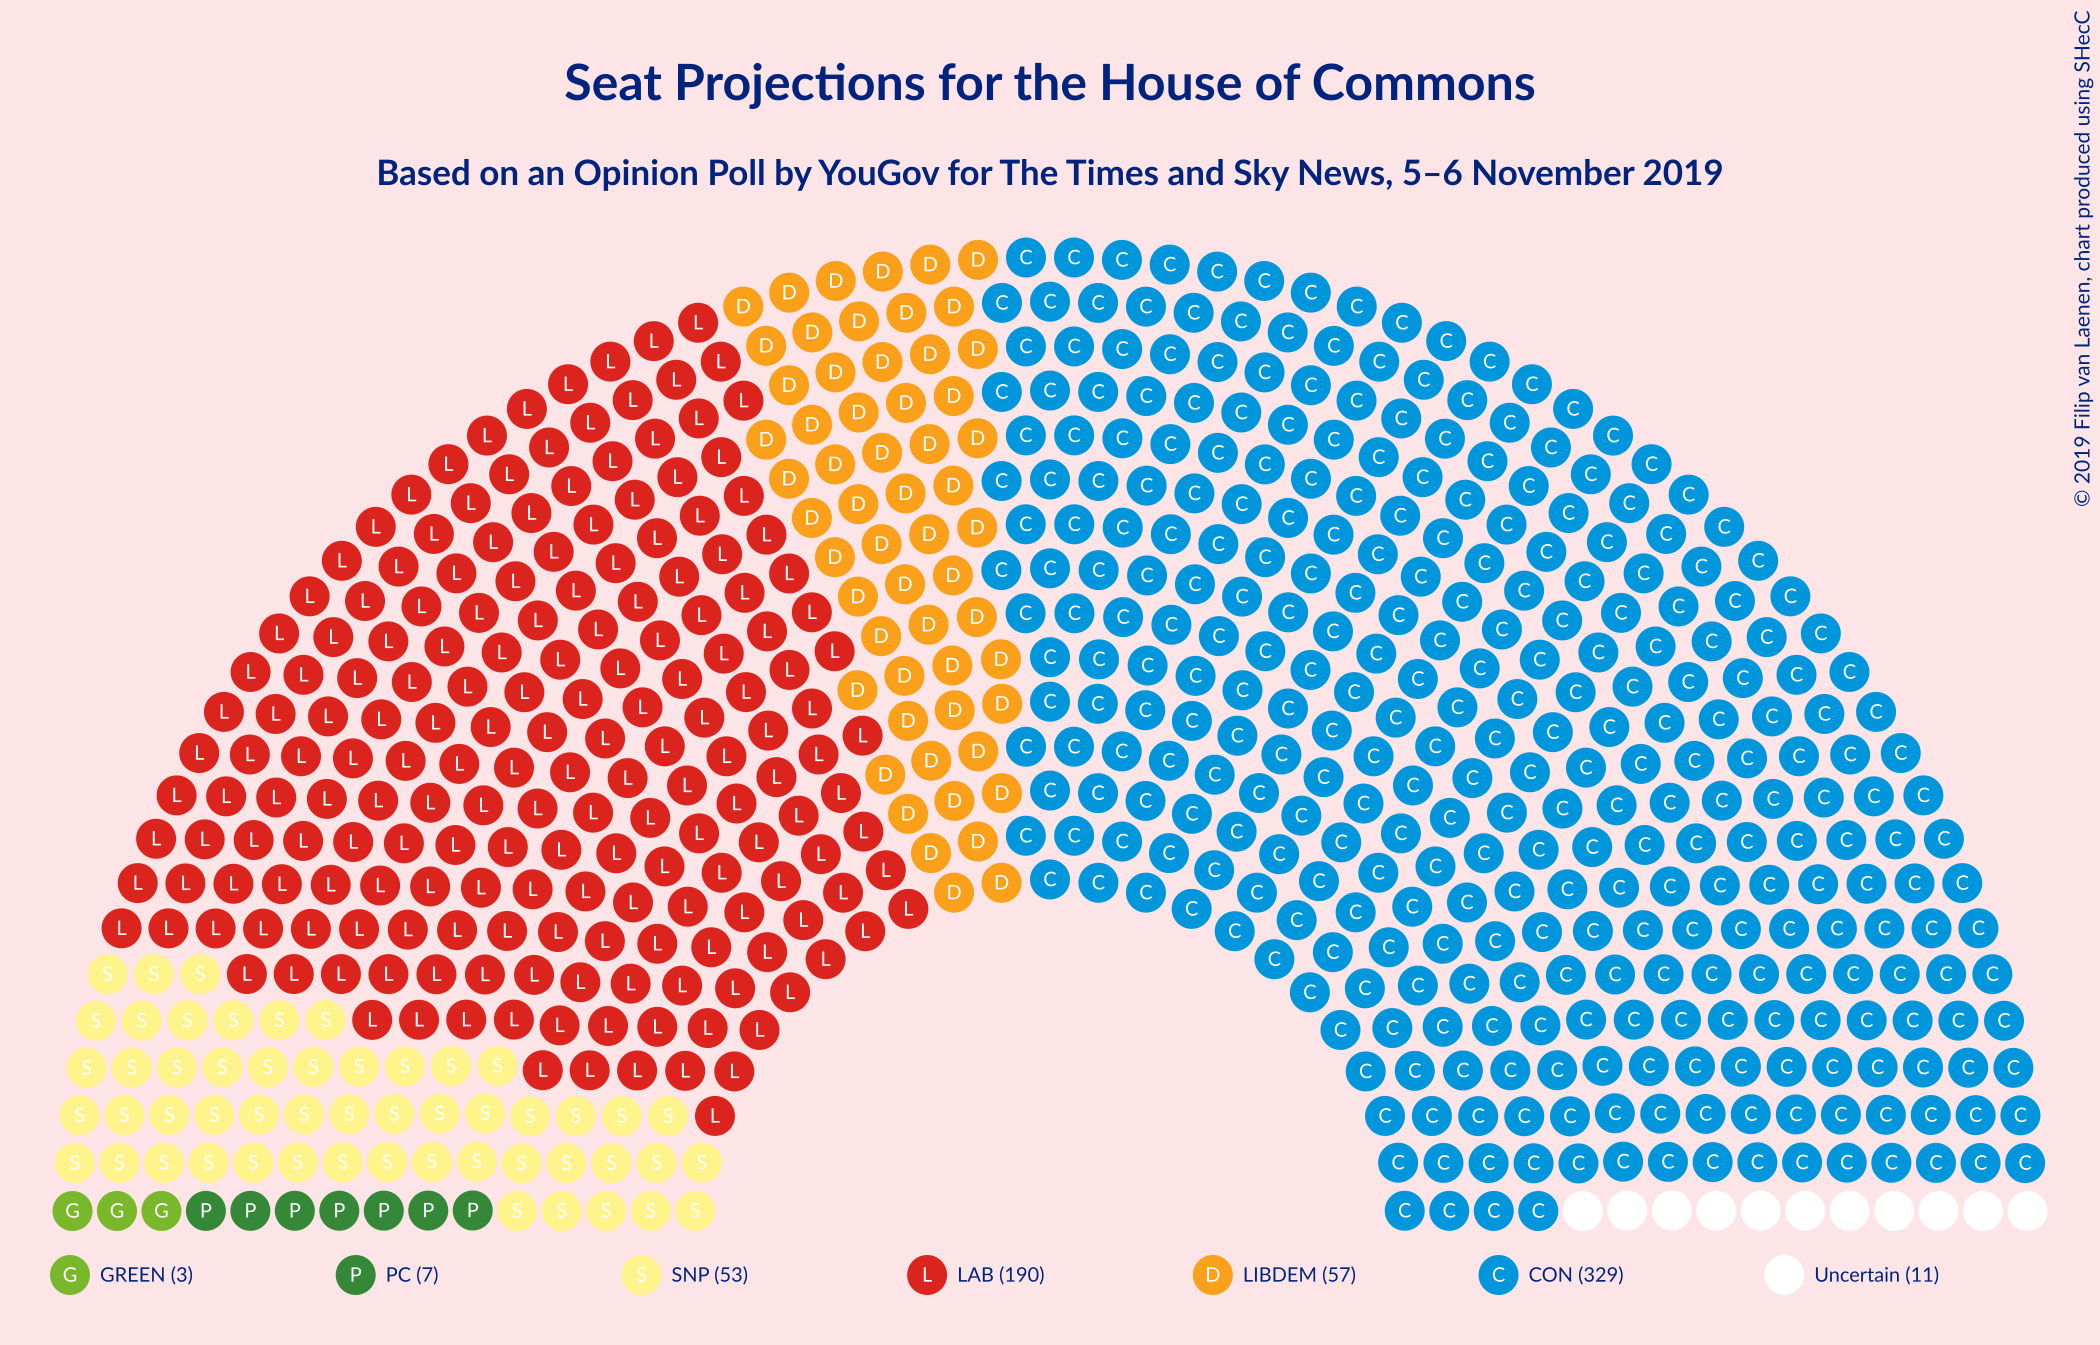 Seat Projections for the House of Commons
Based on an Opinion Poll by YouGov for The Times and Sky News, 5–6 November 2019
© 2019 Filip van Laenen, chart produced using SHecC
G GREEN (3) P PC (7) S SNP (53) L LAB (190) D LIBDEM (57) C CON (329) Uncertain (11)